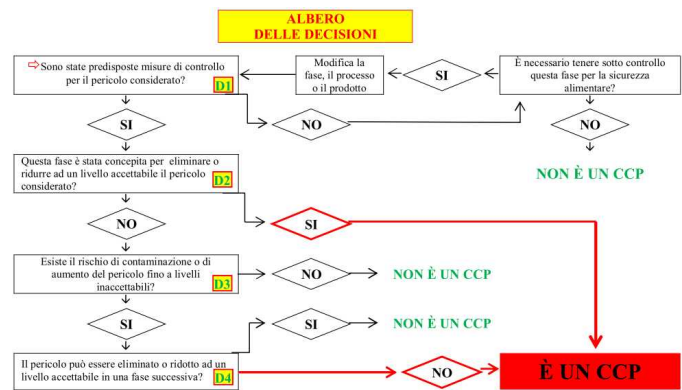 ALBERO
DELLE DECISIONI
Sono state predisposte misure di controllo
per il pericolo considerato?
D1
Modifica la
fase, il processo
o il prodotto
SI
È necessario tenere sotto controllo
questa fase per la sicurezza
alimentare?
SI
NO
NO
NON È UN CCP
Questa fase è stata concepita per eliminare o
ridurre ad un livello accettabile il pericolo
considerato?
D2
NO
SI
Esiste il rischio di contaminazione o di
aumento del pericolo fino a livelli
inaccettabili?
D3
NO
NON È UN CCP
SI
SI
NON È UN CCP
Il pericolo può essere eliminato o ridotto ad un
livello accettabile in una fase successiva?
D4
NO
È UN CCP